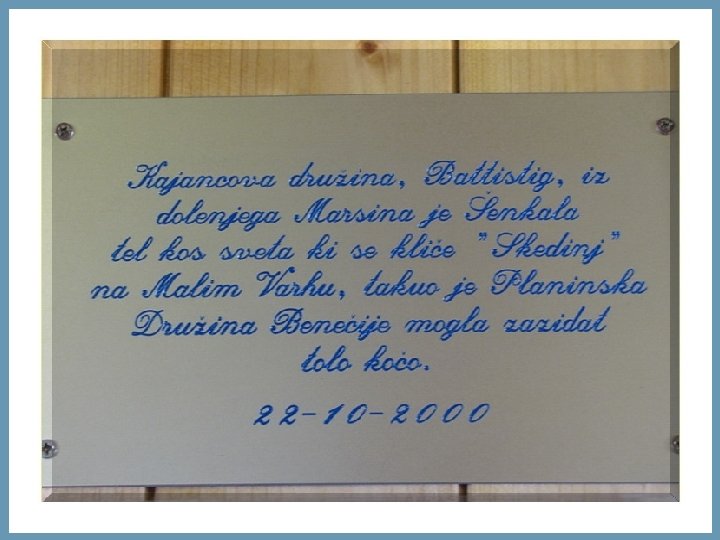 Kajancova družina, Battistig, iz
dolenjega Marsina je Šenkala
tel kos sveta ki se kliče "Skedinj"
na Malim Varhu, takuo je Planinska
Družina Benečije mogla zazidat
tolo kočo.
22-10-2000